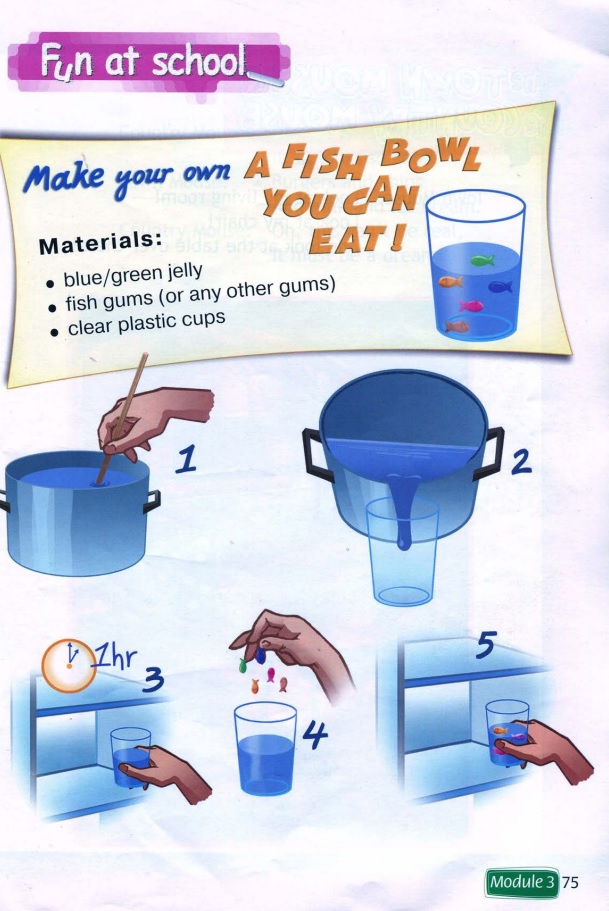 Fun at school
Make your own A FISH BOWL
YOU CAN
EAT!
Materials:
• blue/green jelly
• fish gums (or any other gums)
• clear plastic cups
1
2
1hr
3
4
5
Module 3 75